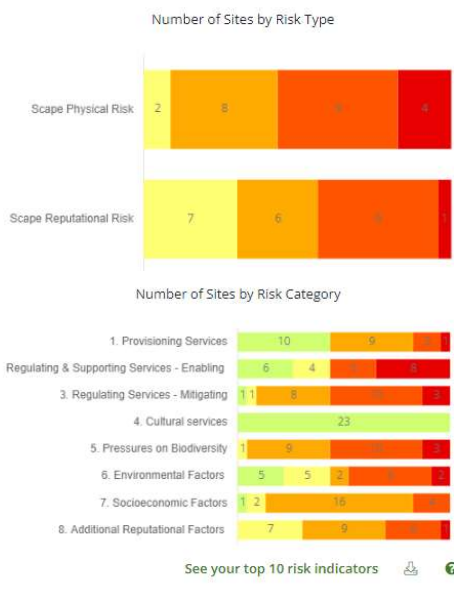 Number of Sites by Risk Type
Scape Physical Risk 2 8 4
Scape Reputational Risk 7 6 1
Number of Sites by Risk Category
1. Provisioning Services 10 9 1
Regulating & Supporting Services - Enabling 6 4 8
3. Regulating Services - Mitigating 1 1 8 3
4. Cultural services 23
5. Pressures on Biodiversity 1 9 3
6. Environmental Factors 5 5 2 2
7. Socioeconomic Factors 1 2 16
8. Additional Reputational Factors 7 9 1
See your top 10 risk indicators ?